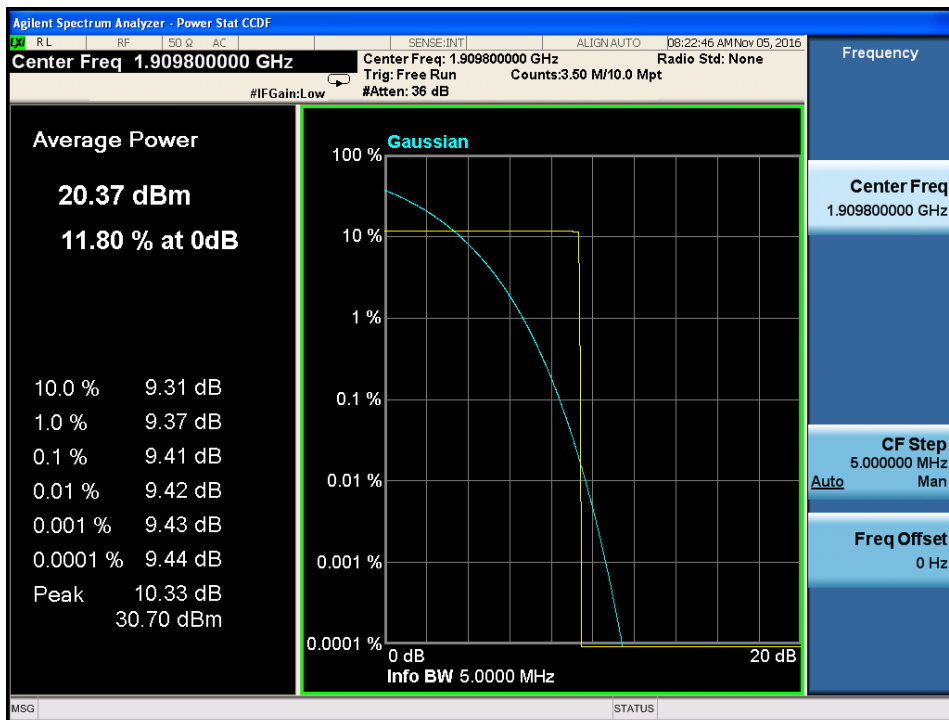 Agilent Spectrum Analyzer - Power Stat CCDF
LXI RL RF 50 Ω AC SENSE:INT ALIGN AUTO 08:22:46 AM Nov 05, 2016
Center Freq 1.909800000 GHz
Center Freq: 1.909800000 GHz Radio Std: None
Trig: Free Run Counts:3.50 M/10.0 Mpt
#IFGain:Low #Atten: 36 dB
Frequency
Average Power
20.37 dBm
11.80 % at 0dB
10.0 % 9.31 dB
1.0 % 9.37 dB
0.1 % 9.41 dB
0.01 % 9.42 dB
0.001 % 9.43 dB
0.0001 % 9.44 dB
Peak 10.33 dB
30.70 dBm
Gaussian
100 %
10 %
1 %
0.1 %
0.01 %
0.001 %
0.0001 %
0 dB 20 dB
Info BW 5.0000 MHz
Center Freq
1.909800000 GHz
CF Step
5.000000 MHz
Auto Man
Freq Offset
0 Hz
MSG STATUS